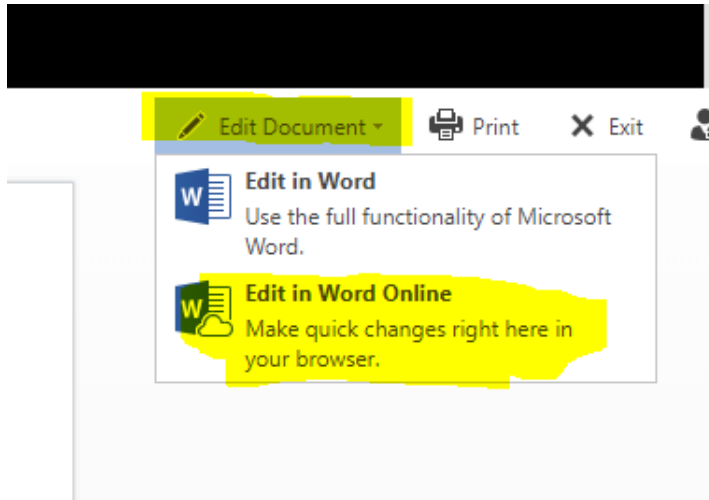 Edit Document Print Exit
Edit in Word
Use the full functionality of Microsoft
Word.
Edit in Word Online
Make quick changes right here in
your browser.